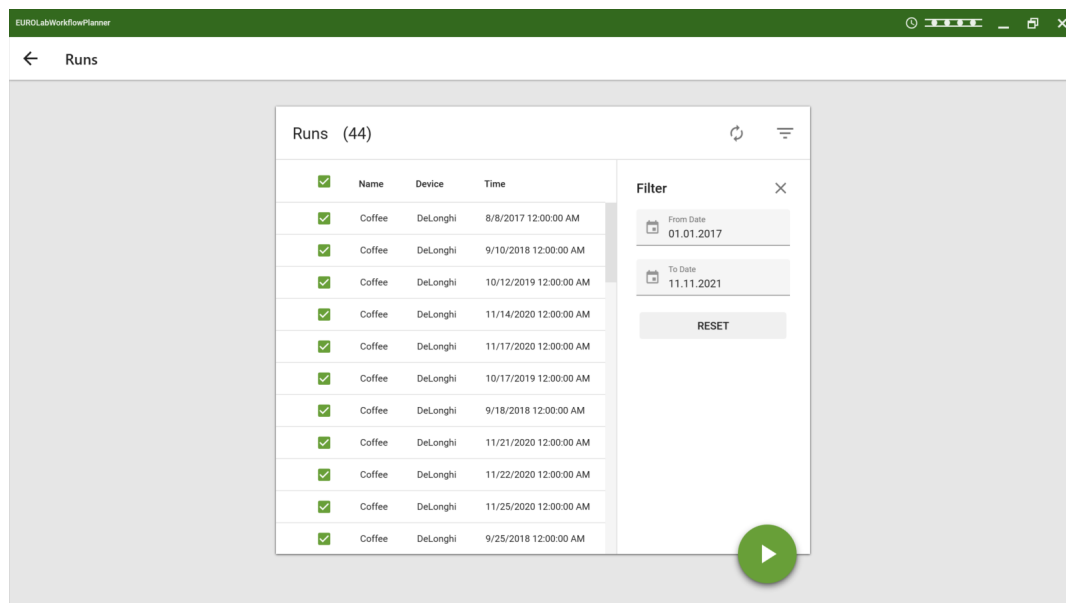 EUROLabWorkflowPlanner
Runs
Runs (44)
Name Device Time
Coffee DeLonghi 8/8/2017 12:00:00 AM
Coffee DeLonghi 9/10/2018 12:00:00 AM
Coffee DeLonghi 10/12/2019 12:00:00 AM
Coffee DeLonghi 11/14/2020 12:00:00 AM
Coffee DeLonghi 11/17/2020 12:00:00 AM
Coffee DeLonghi 10/17/2019 12:00:00 AM
Coffee DeLonghi 9/18/2018 12:00:00 AM
Coffee DeLonghi 11/21/2020 12:00:00 AM
Coffee DeLonghi 11/22/2020 12:00:00 AM
Coffee DeLonghi 11/25/2020 12:00:00 AM
Coffee DeLonghi 9/25/2018 12:00:00 AM
Filter
From Date
01.01.2017
To Date
11.11.2021
RESET